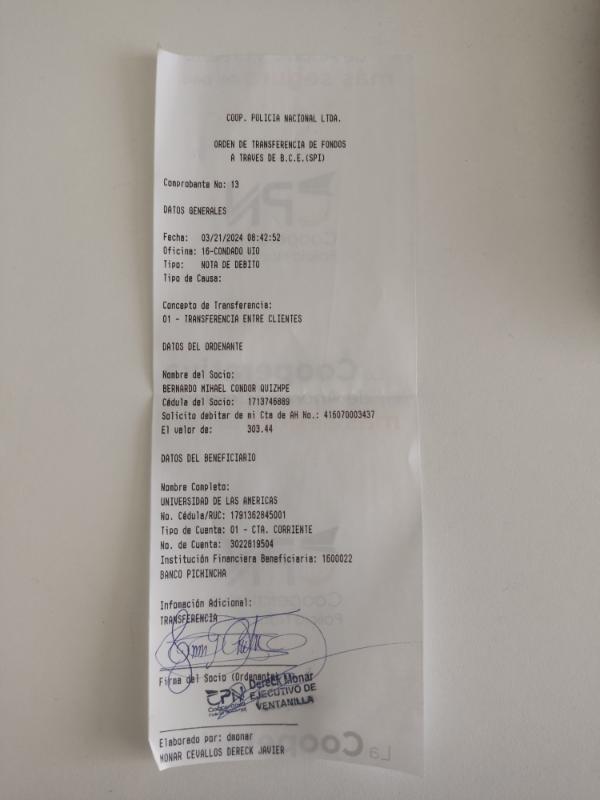 COOP. POLICIA NACIONAL LTDA.
ORDEN DE TRANSFERENCIA DE FONDOS
A TRAVES DE B.C.E.(SPI)
Comprobante No: 13
DATOS GENERALES
Fecha: 03/21/2024 08:42:52
Oficina: 16-CONDADO UIO
Tipo: NOTA DE DEBITO
Tipo de Causa:
Concepto de Transferencia:
01 - TRANSFERENCIA ENTRE CLIENTES
DATOS DEL ORDENANTE
Nombre del Socio:
BERNARDO MIHAEL CONDOR QUIZHPE
Cédula del Socio: 1713746889
Solicito debitar de mi Cta de AH No.: 416070003437
El valor de: 303.44
DATOS DEL BENEFICIARIO
Nombre Completo:
UNIVERSIDAD DE LAS AMERICAS
No. Cédula/RUC: 1791362845001
Tipo de Cuenta: 01 - CTA. CORRIENTE
No. de Cuenta: 3022819504
Institución Financiera Beneficiaria: 1600022
BANCO PICHINCHA
Infomación Adicional:
TRANSFERENCIA
Firma del Socio (Ordenante)
CPN Dereck Monar
EJECUTIVO DE
VENTANILLA
Elaborado por: dmonar
MONAR CEVALLOS DERECK JAVIER